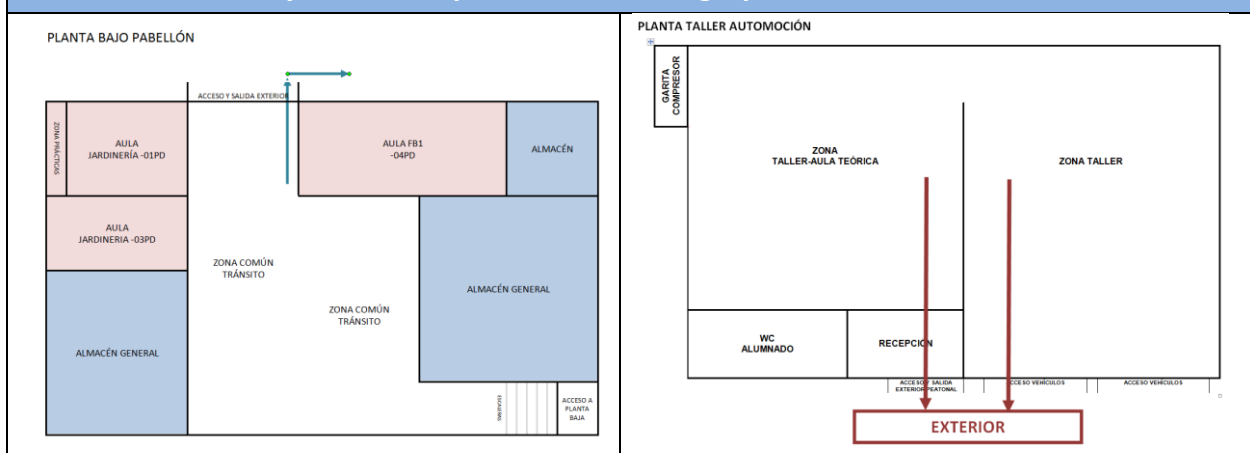 PLANTA BAJO PABELLÓN
ACCESO Y SALIDA EXTERIOR
ZONA PRÁCTICAS
AULA
JARDINERÍA -01PD
AULA FB1
-04PD
ALMACÉN
AULA
JARDINERIA -03PD
ZONA COMÚN
TRÁNSITO
ZONA COMÚN
TRÁNSITO
ALMACÉN GENERAL
ALMACÉN GENERAL
ESCALERAS
ACCESO A
PLANTA
BAJA
PLANTA TALLER AUTOMOCIÓN
GARITA
COMPRESOR
ZONA
TALLER-AULA TEÓRICA
ZONA TALLER
WC
ALUMNADO
RECEPCIÓN
ACCESO Y SALIDA
EXTERIOR PEATONAL
ACCESO VEHÍCULOS
ACCESO VEHÍCULOS
EXTERIOR